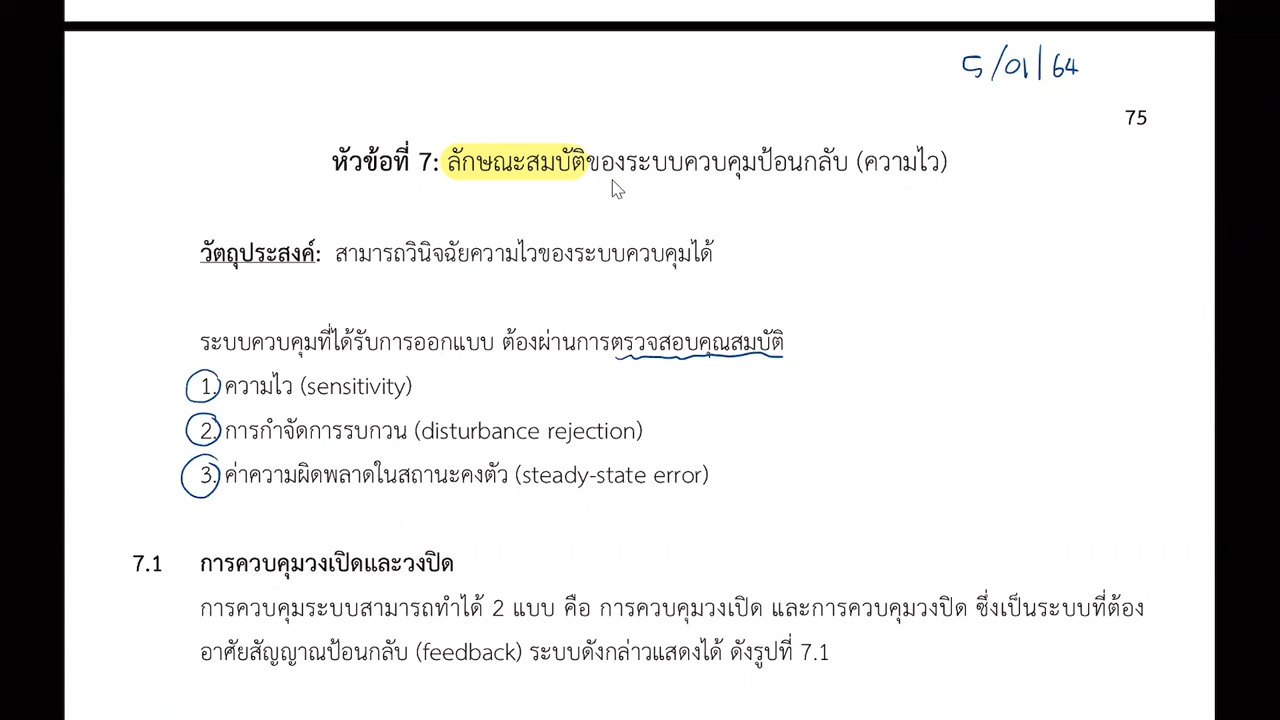 5/01/64
75
หัวข้อที่ 7: ลักษณะสมบัติของระบบควบคุมป้อนกลับ (ความไว)
วัตถุประสงค์: สามารถวินิจฉัยความไวของระบบควบคุมได้
ระบบควบคุมที่ได้รับการออกแบบ ต้องผ่านการตรวจสอบคุณสมบัติ
1. ความไว (sensitivity)
2. การกำจัดการรบกวน (disturbance rejection)
3. ค่าความผิดพลาดในสถานะคงตัว (steady-state error)
7.1 การควบคุมวงเปิดและวงปิด
การควบคุมระบบสามารถทำได้ 2 แบบ คือ การควบคุมวงเปิด และการควบคุมวงปิด ซึ่งเป็นระบบที่ต้อง
อาศัยสัญญาณป้อนกลับ (feedback) ระบบดังกล่าวแสดงได้ ดังรูปที่ 7.1